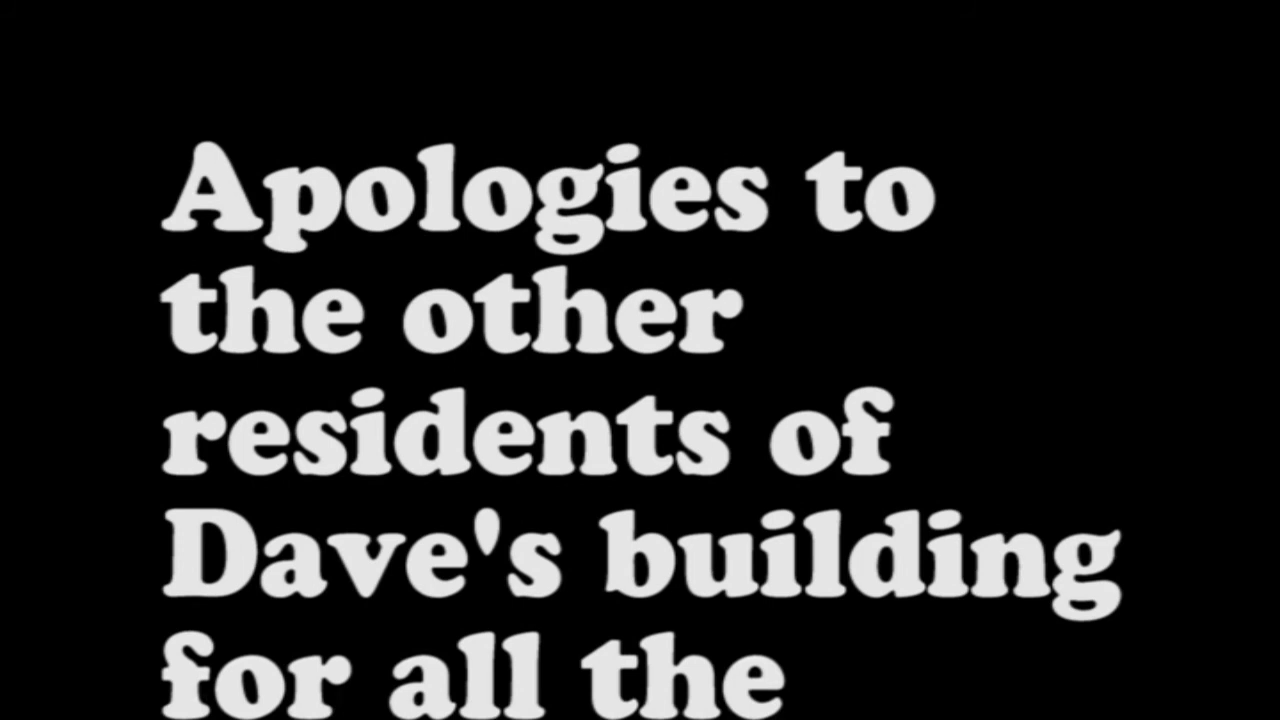 Apologies to
the other
residents of
Dave's building
for all the